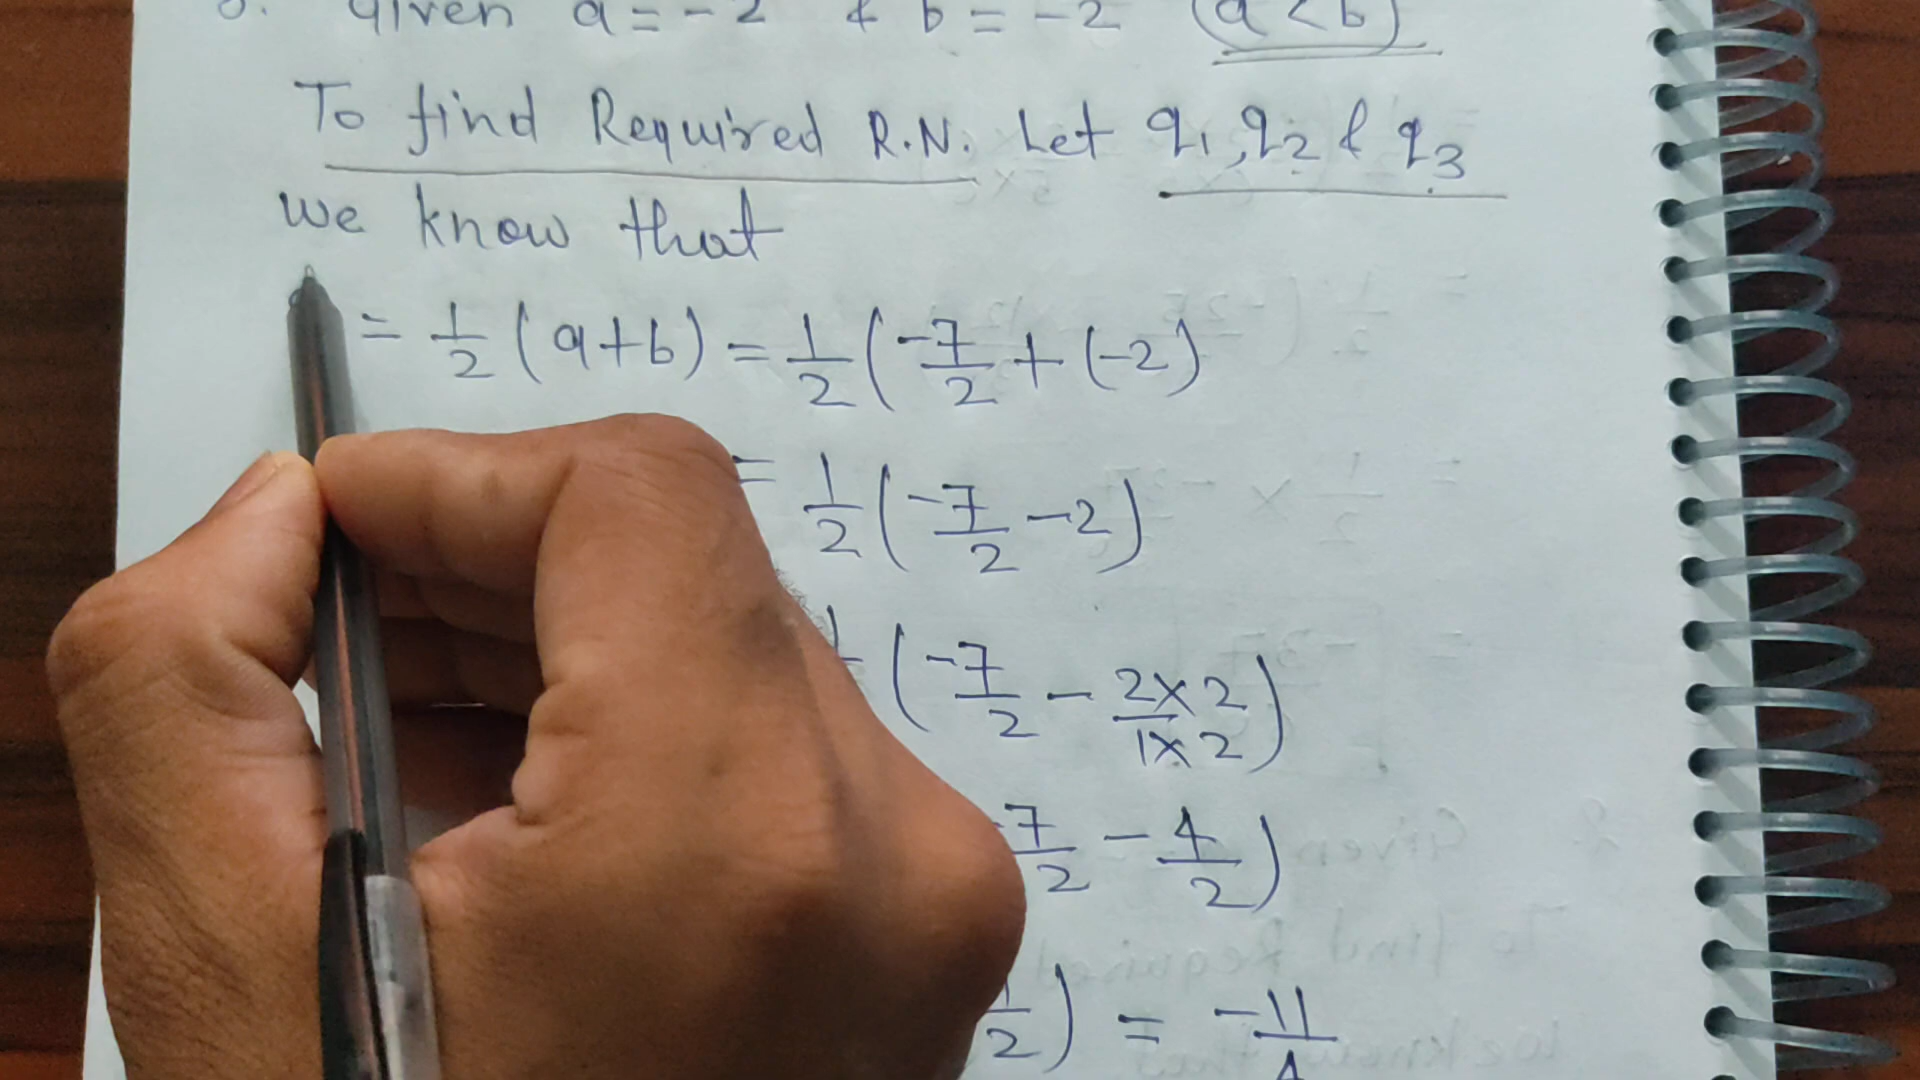 Given a = -2 & b = -2 (a < b)
To find Required R.N. Let q1, q2 & q3
We know that
= 1/2 (a+b) = 1/2 (-7/2 + (-2)
= 1/2 (-7/2 - 2)
(-7/2 - 2×2/1×2)
-7/2 - 4/2)
2) = -11/4